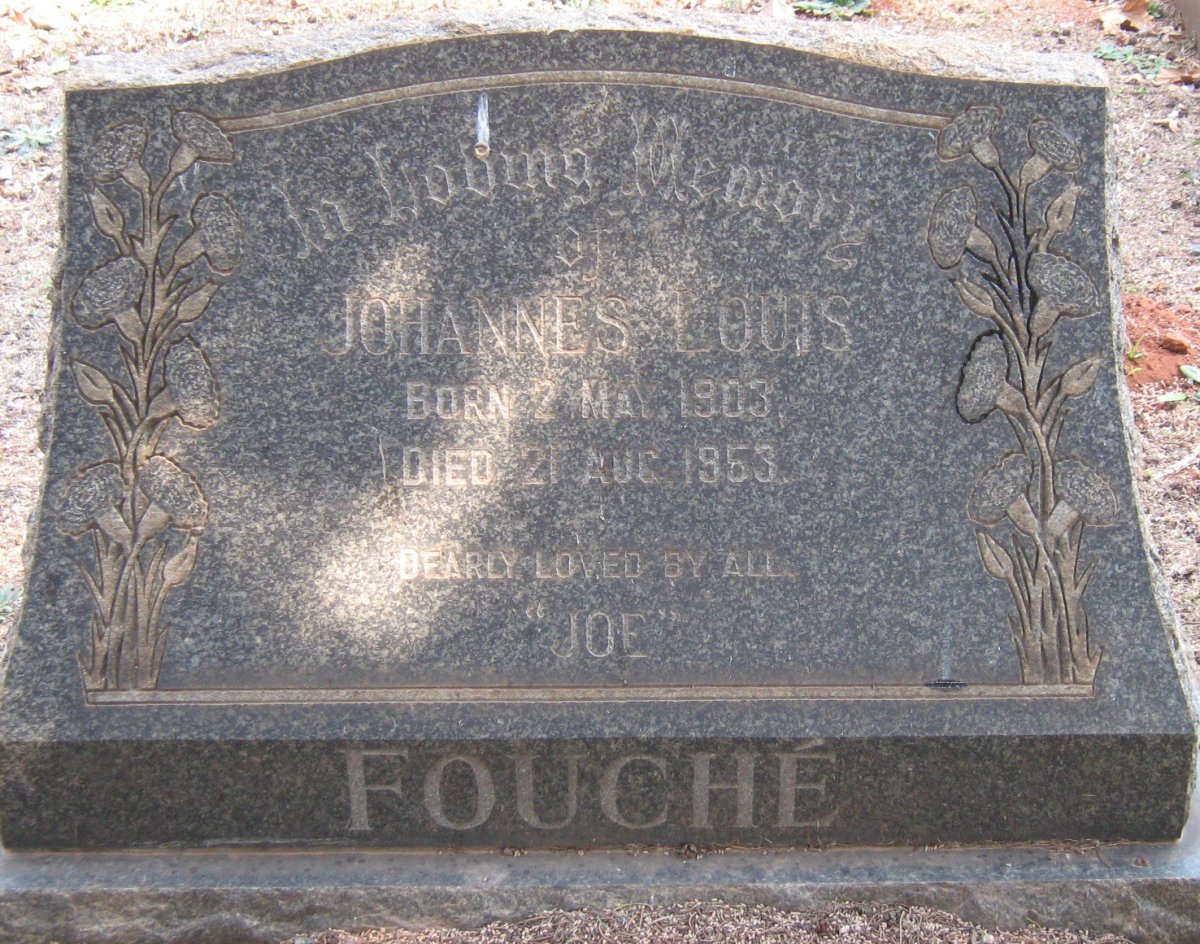 In Loving Memory
of
JOHANNES LOUIS
BORN 2 MAY 1903.
DIED 21 AUG. 1953.
DEARLY LOVED BY ALL.
"JOE"
FOUCHÉ